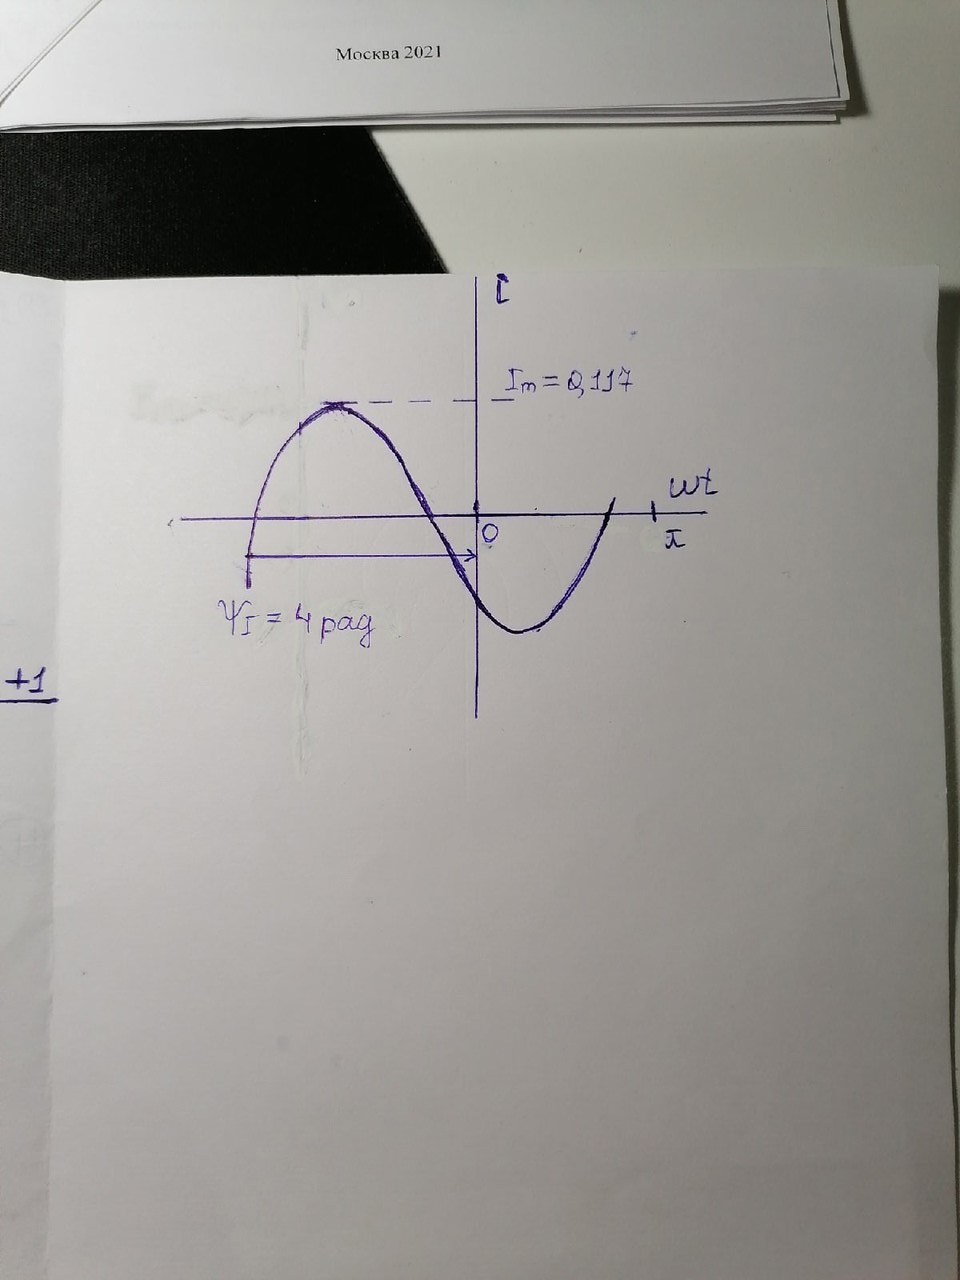 Москва 2021
I
Im = 0,117
ωt
0
π
ΨI = 4 рад
+1